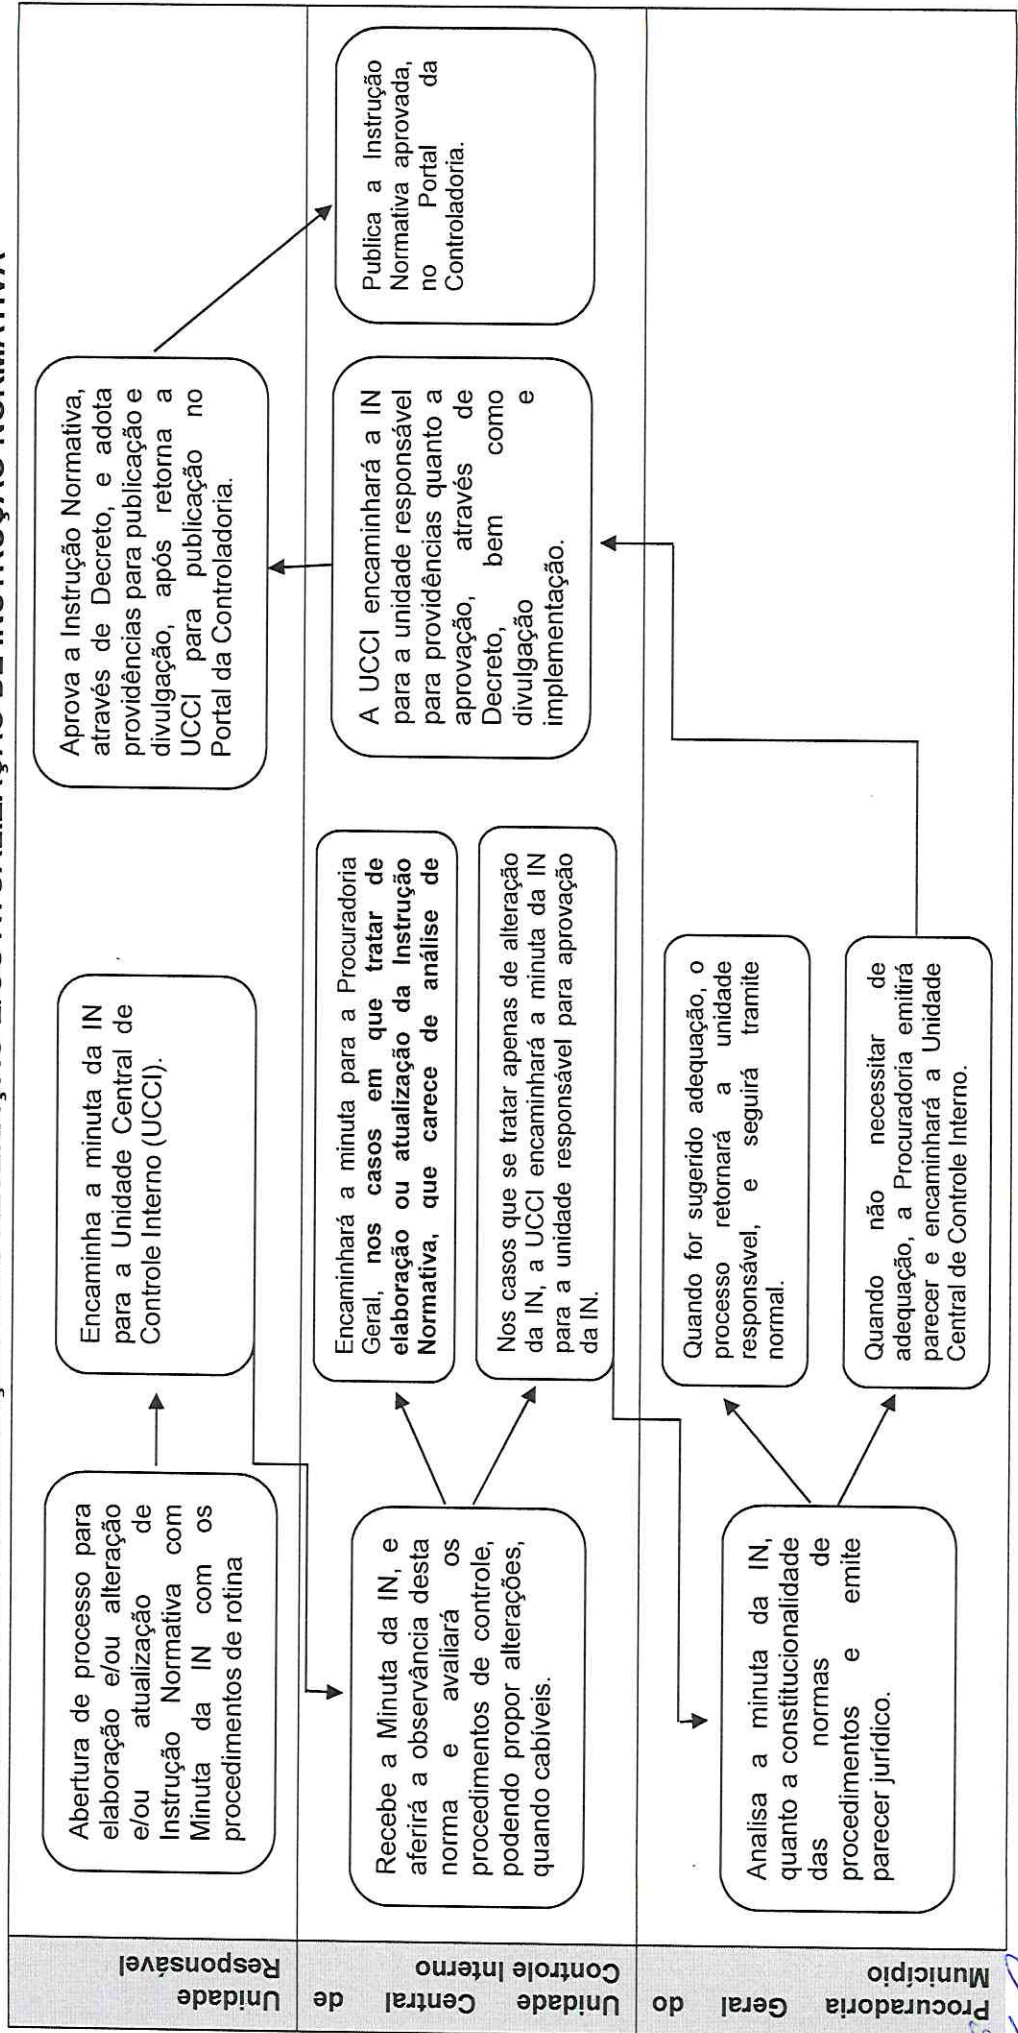 Unidade
Responsável
Abertura de processo para
elaboração e/ou alteração
e/ou atualização de
Instrução Normativa com
Minuta da IN com os
procedimentos de rotina
Encaminha a minuta da IN
para a Unidade Central de
Controle Interno (UCCI).
Aprova a Instrução Normativa,
através de Decreto, e adota
providências para publicação e
divulgação, após retorna a
UCCI para publicação no
Portal da Controladoria.
Unidade Central de
Controle Interno
Recebe a Minuta da IN, e
aferirá a observância desta
norma e avaliará os
procedimentos de controle,
podendo propor alterações,
quando cabíveis.
Encaminhará a minuta para a Procuradoria
Geral, nos casos em que tratar de
elaboração ou atualização da Instrução
Normativa, que carece de análise de
Nos casos que se tratar apenas de alteração
da IN, a UCCI encaminhará a minuta da IN
para a unidade responsável para aprovação
da IN.
A UCCI encaminhará a IN
para a unidade responsável
para providências quanto a
aprovação, através de
Decreto, bem como
divulgação e
implementação.
Publica a Instrução
Normativa aprovada,
no Portal da
Controladoria.
Procuradoria Geral do
Município
Analisa a minuta da IN,
quanto a constitucionalidade
das normas de
procedimentos e emite
parecer jurídico.
Quando for sugerido adequação, o
processo retornará a unidade
responsável, e seguirá tramite
normal.
Quando não necessitar de
adequação, a Procuradoria emitirá
parecer e encaminhará a Unidade
Central de Controle Interno.